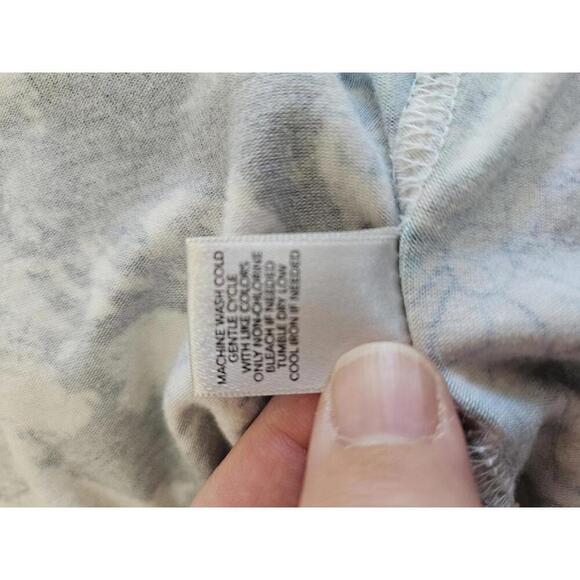 MACHINE WASH COLD
GENTLE CYCLE
WITH LIKE COLORS
ONLY NON-CHLORINE
BLEACH IF NEEDED
TUMBLE DRY LOW
COOL IRON IF NEEDED